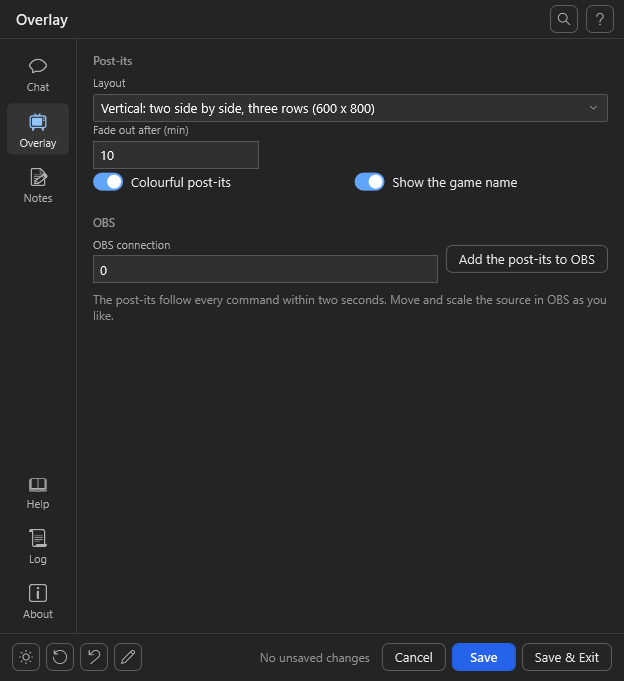 Overlay
?
Chat
Overlay
Notes
Help
Log
About
Post-its
Layout
Vertical: two side by side, three rows (600 x 800)
Fade out after (min)
10
Colourful post-its
Show the game name
OBS
OBS connection
0
Add the post-its to OBS
The post-its follow every command within two seconds. Move and scale the source in OBS as you
like.
No unsaved changes
Cancel
Save
Save & Exit